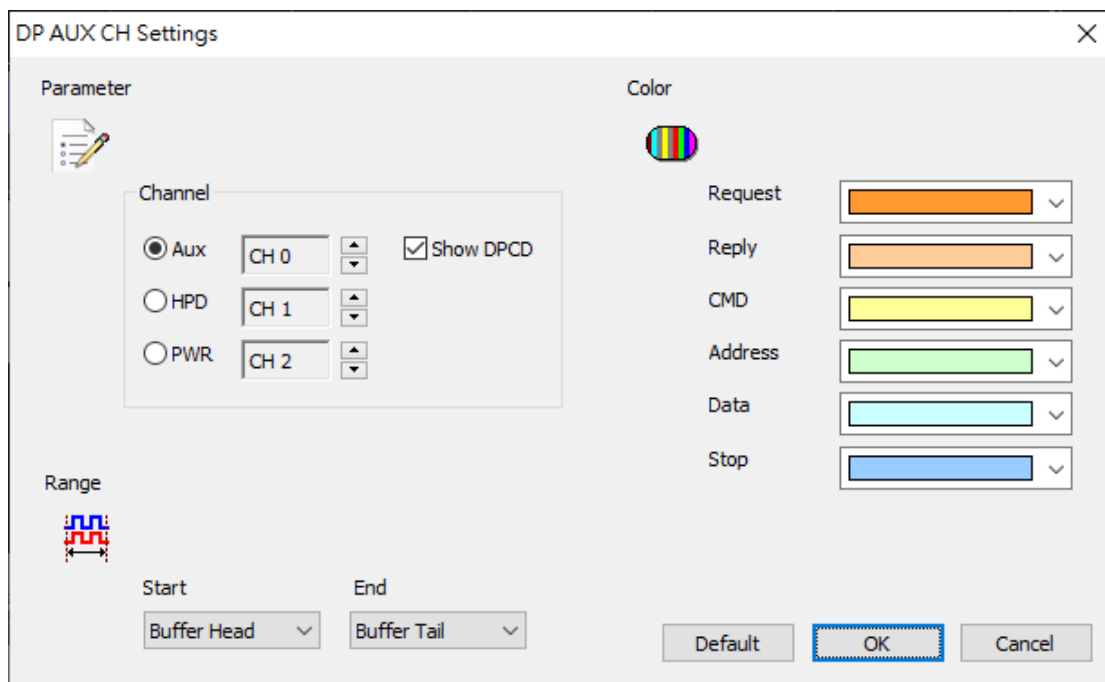 DP AUX CH Settings
Parameter
Channel
Aux
CH 0
Show DPCD
HPD
CH 1
PWR
CH 2
Color
Request
Reply
CMD
Address
Data
Stop
Range
Start
End
Buffer Head
Buffer Tail
Default
OK
Cancel